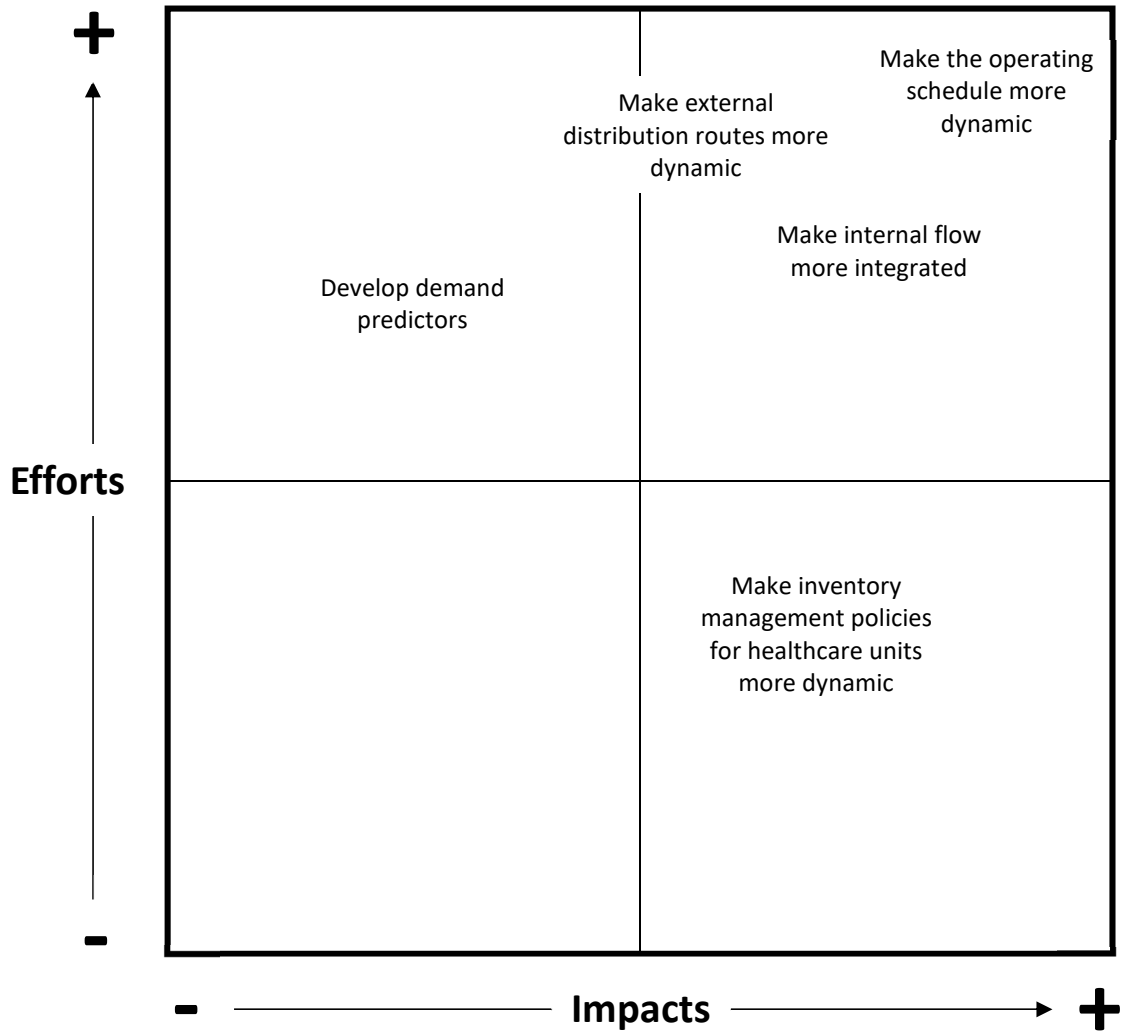 +
Make the operating
schedule more
dynamic
Make external
distribution routes more
dynamic
Make internal flow
more integrated
Develop demand
predictors
Efforts
Make inventory
management policies
for healthcare units
more dynamic
-
- Impacts +